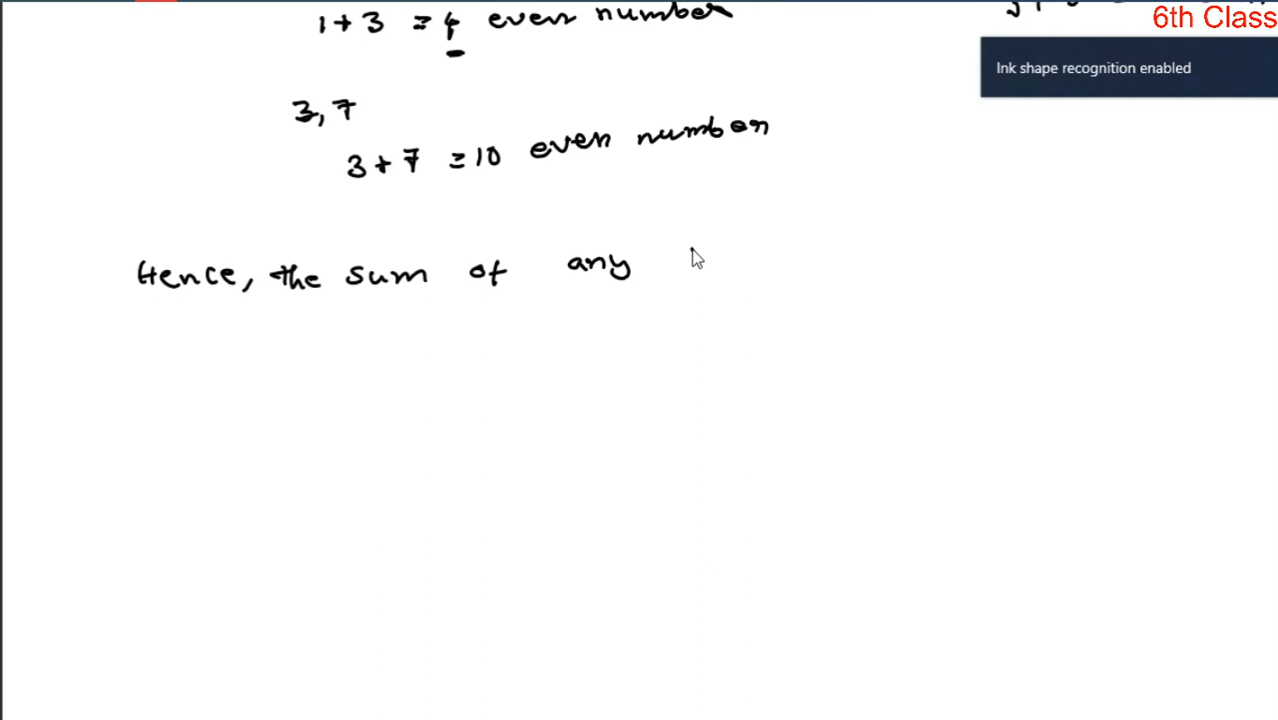 1 + 3 = 4 even number
6th Class
Ink shape recognition enabled
3, 7
3 + 7 = 10 even number
Hence, the sum of any